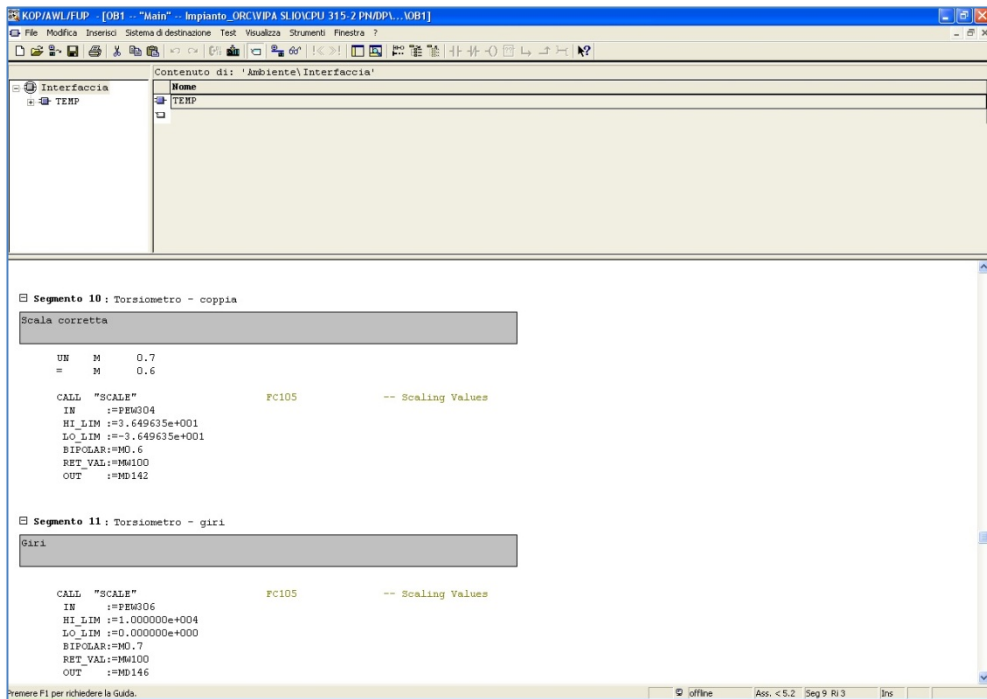 KOP/AWL/FUP - [OB1 -- "Main" -- Impianto_ORC\VIPA SLIO\CPU 315-2 PN/DP\...\OB1]
File Modifica Inserisci Sistema di destinazione Test Visualizza Strumenti Finestra ?
Contenuto di: 'Ambiente\Interfaccia'
Interfaccia
TEMP
Nome
TEMP
Segmento 10 : Torsiometro - coppia
Scala corretta
UN M 0.7
= M 0.6
CALL "SCALE" FC105 -- Scaling Values
IN :=PEW304
HI_LIM :=3.649635e+001
LO_LIM :=-3.649635e+001
BIPOLAR:=M0.6
RET_VAL:=MW100
OUT :=MD142
Segmento 11 : Torsiometro - giri
Giri
CALL "SCALE" FC105 -- Scaling Values
IN :=PEW306
HI_LIM :=1.000000e+004
LO_LIM :=0.000000e+000
BIPOLAR:=M0.7
RET_VAL:=MW100
OUT :=MD146
Premere F1 per richiedere la Guida.
offline
Ass. < 5.2
Seg 9 Ri 3
Ins